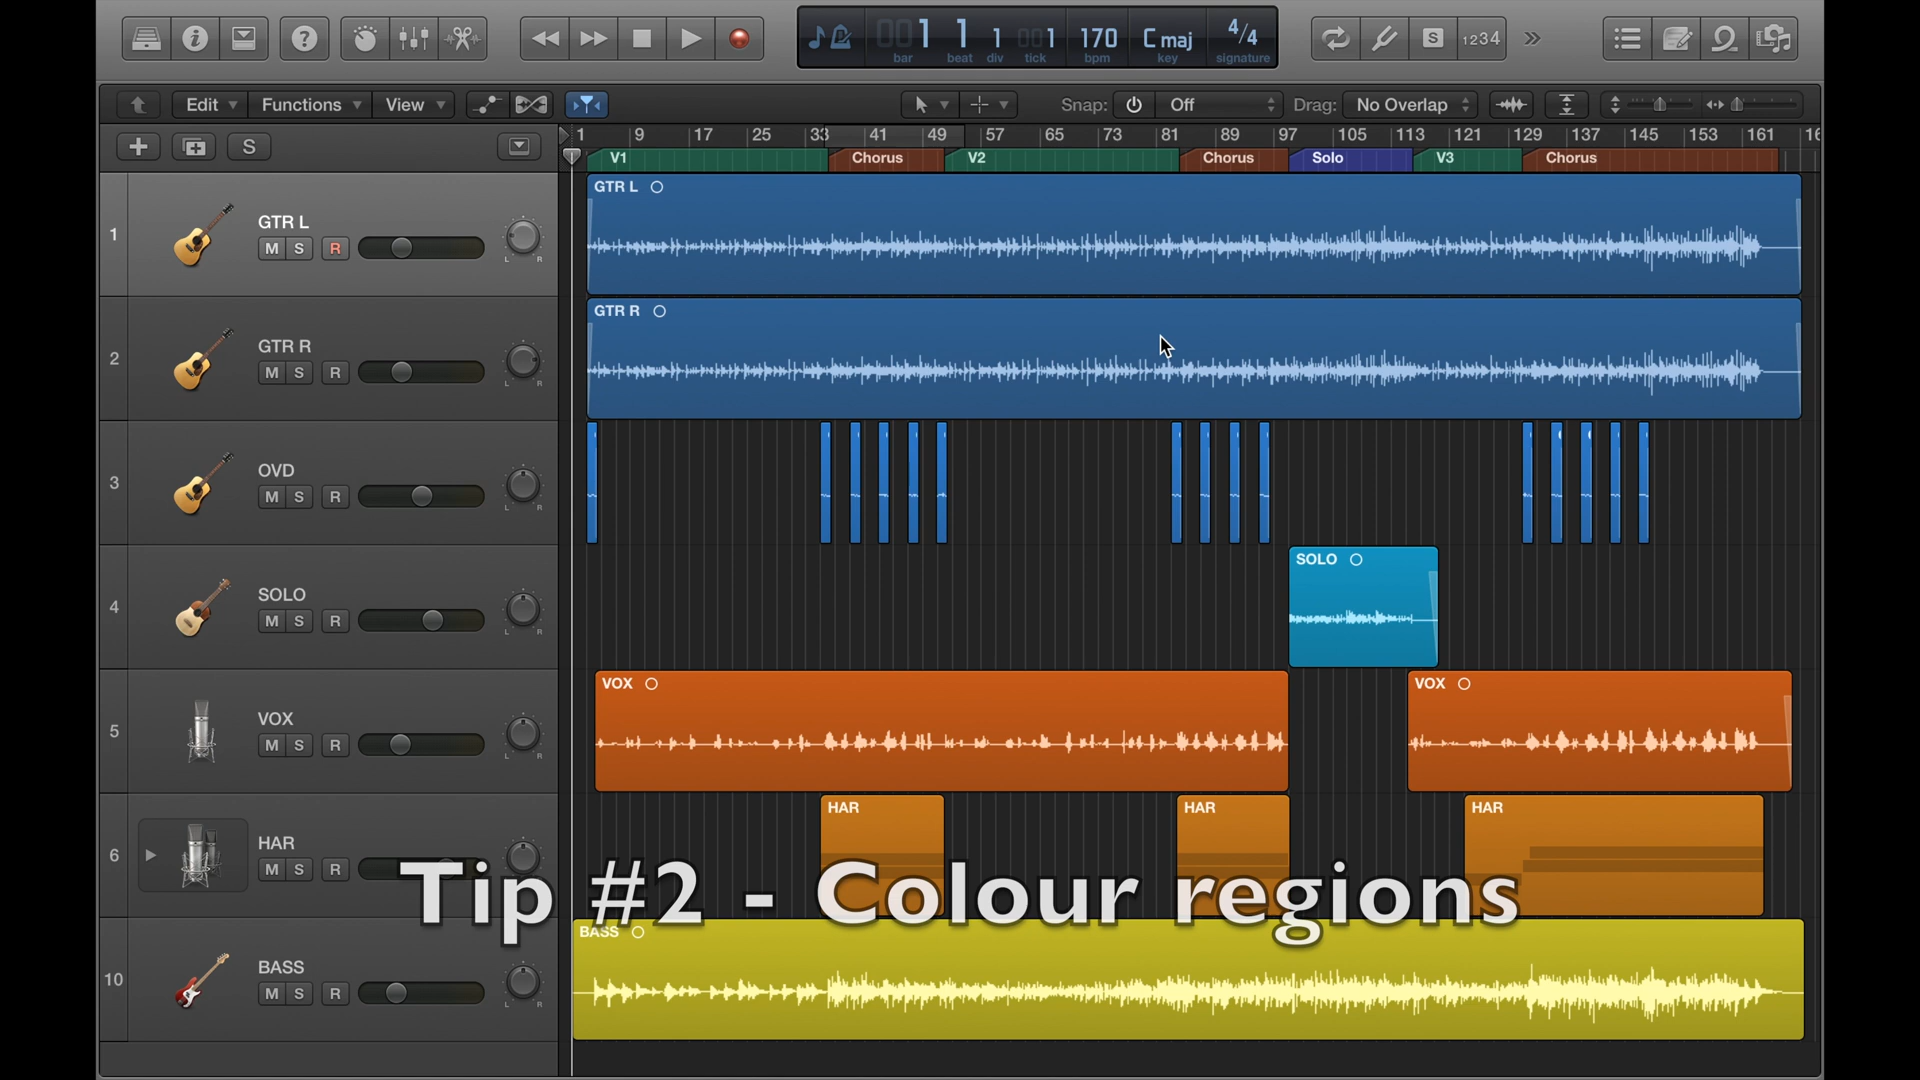 001 1 1 001 170 C maj 4/4
bar beat div tick bpm key signature
S 1234
Edit Functions View Snap: Off Drag: No Overlap
S 1 9 17 25 33 41 49 57 65 73 81 89 97 105 113 121 129 137 145 153 161 16
V1 Chorus V2 Chorus Solo V3 Chorus
GTR L
1 GTR L
M S R
L R
GTR R
2 GTR R
M S R
L R
3 OVD
M S R
L R
SOLO
4 SOLO
M S R
L R
VOX VOX
5 VOX
M S R
L R
HAR HAR HAR
6 HAR
M S R
Tip #2 - Colour regions
BASS
10 BASS
M S R
L R